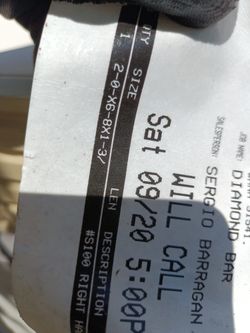 JOB NAME: DIAMOND BAR
SALESPERSON: SERGIO BARRAGAN
WILL CALL
Sat 09/20 5:00P
QTY SIZE LEN DESCRIPTION
1 2-0-X6-8X1-3/ #S100 RIGHT